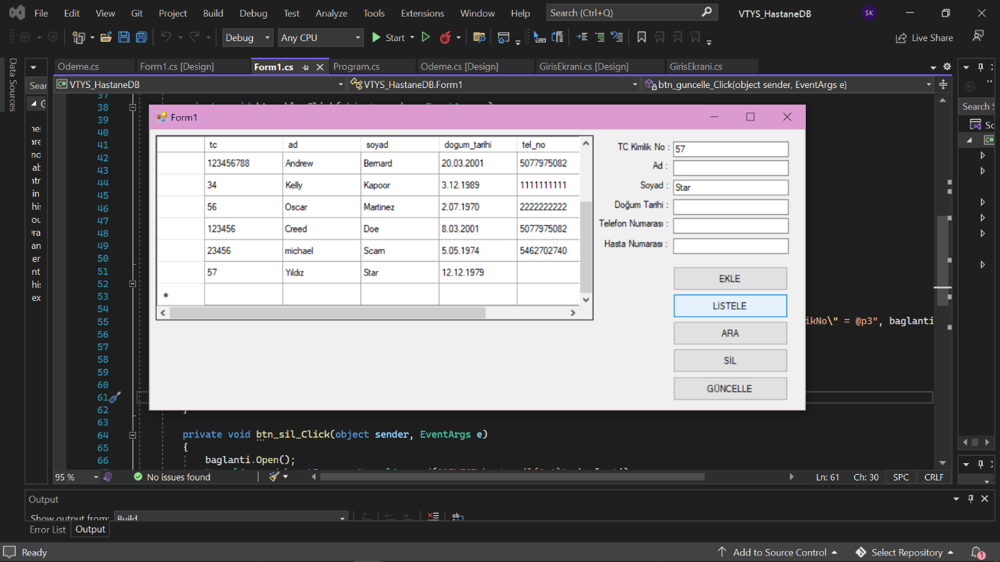 File Edit View Git Project Build Debug Test Analyze Tools Extensions Window Help Search (Ctrl+Q) VTYS_HastaneDB SK
Debug Any CPU Start Live Share
Data Sources
Odeme.cs Form1.cs [Design] Form1.cs Program.cs Odeme.cs [Design] GirisEkrani.cs [Design] GirisEkrani.cs
Sear
C# VTYS_HastaneDB VTYS_HastaneDB.Form1 btn_guncelle_Click(object sender, EventArgs e)
Search S
37
38
39
40
41
42
43
44
45
46
47
48
49
50
51
52
53
54
55 ikNo\" = @p3", baglanti
56
57
58
59
60
61
62
63
64 private void btn_sil_Click(object sender, EventArgs e)
65 {
66 baglanti.Open();
Form1
tc ad soyad dogum_tarihi tel_no
123456788 Andrew Bernard 20.03.2001 5077975082
34 Kelly Kapoor 3.12.1989 1111111111
56 Oscar Martinez 2.07.1970 2222222222
123456 Creed Doe 8.03.2001 5077975082
23456 michael Scarn 5.05.1974 5462702740
57 Yıldız Star 12.12.1979
*
TC Kimlik No : 57
Ad :
Soyad : Star
Doğum Tarihi :
Telefon Numarası :
Hasta Numarası :
EKLE
LİSTELE
ARA
SİL
GÜNCELLE
95 % No issues found Ln: 61 Ch: 30 SPC CRLF
Output
Show output from: Build
Error List Output
Ready Add to Source Control Select Repository 1